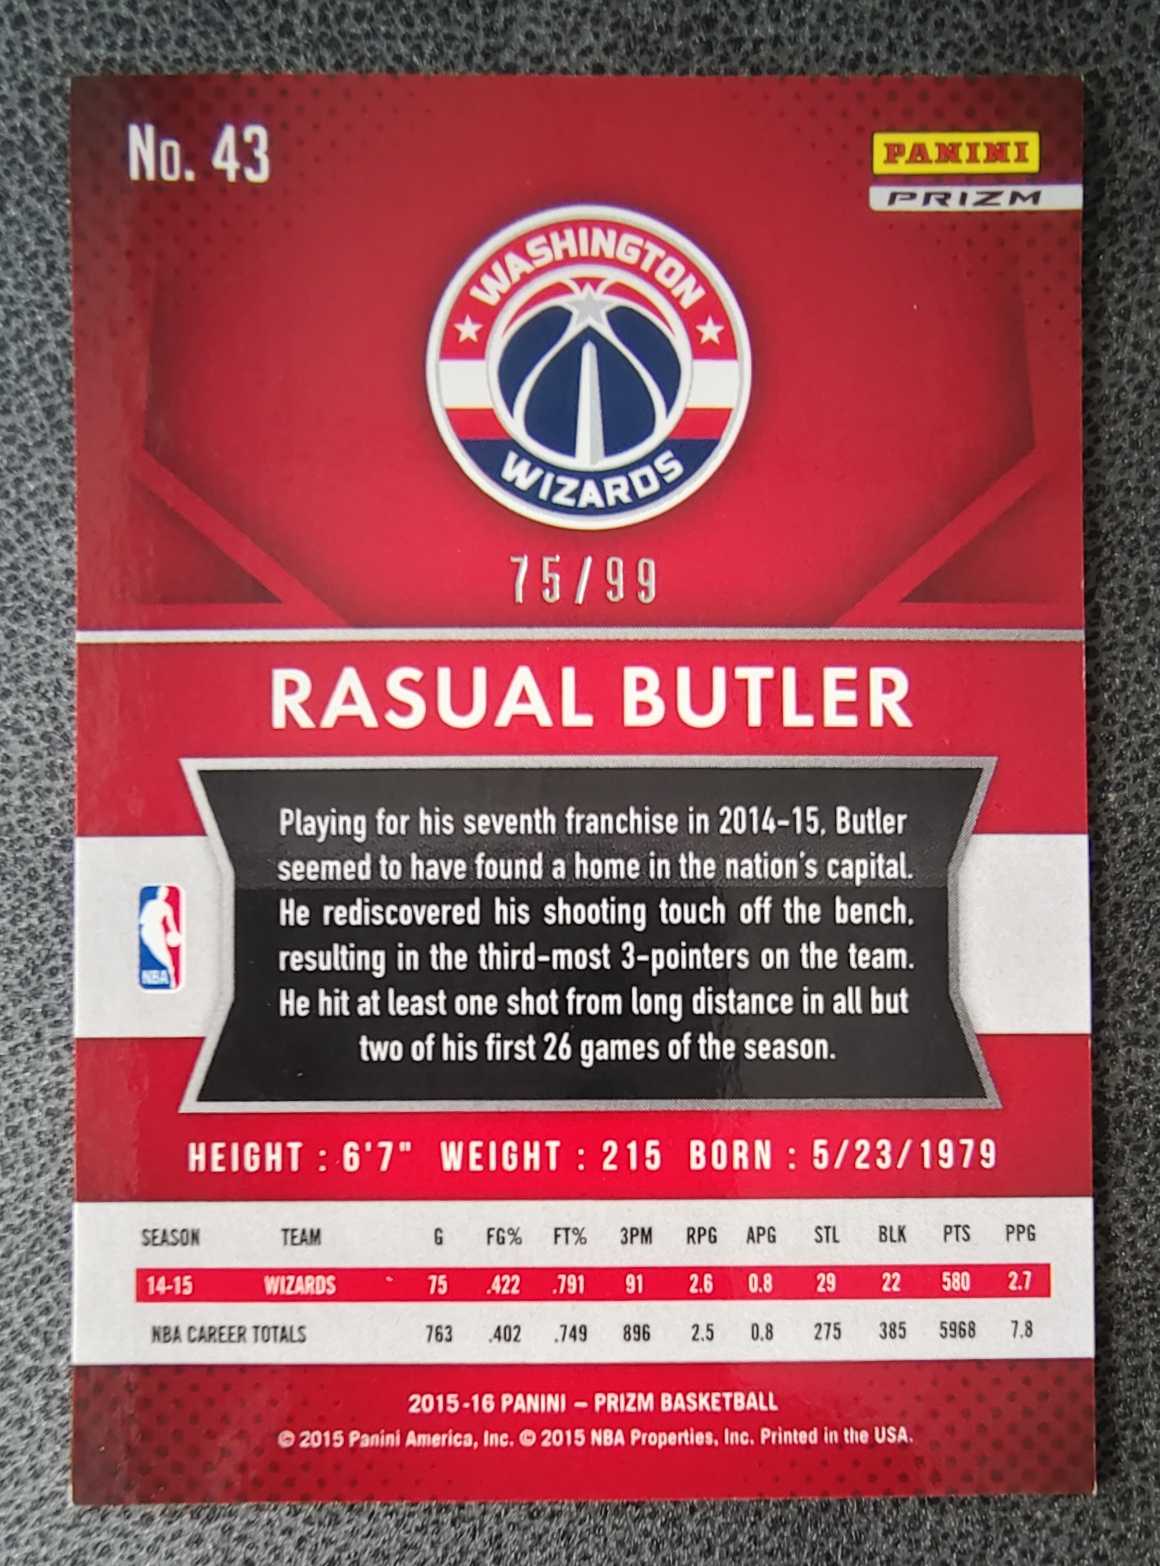 No. 43
PANINI
PRIZM
WASHINGTON
WIZARDS
75/99
RASUAL BUTLER
Playing for his seventh franchise in 2014-15, Butler
seemed to have found a home in the nation's capital.
He rediscovered his shooting touch off the bench,
resulting in the third-most 3-pointers on the team.
He hit at least one shot from long distance in all but
two of his first 26 games of the season.
NBA
HEIGHT : 6'7" WEIGHT : 215 BORN : 5/23/1979
SEASON TEAM G FG% FT% 3PM RPG APG STL BLK PTS PPG
14-15 WIZARDS 75 .422 .791 91 2.6 0.8 29 22 580 2.7
NBA CAREER TOTALS 763 .402 .749 896 2.5 0.8 275 385 5968 7.8
2015-16 PANINI – PRIZM BASKETBALL
© 2015 Panini America, Inc. © 2015 NBA Properties, Inc. Printed in the USA.